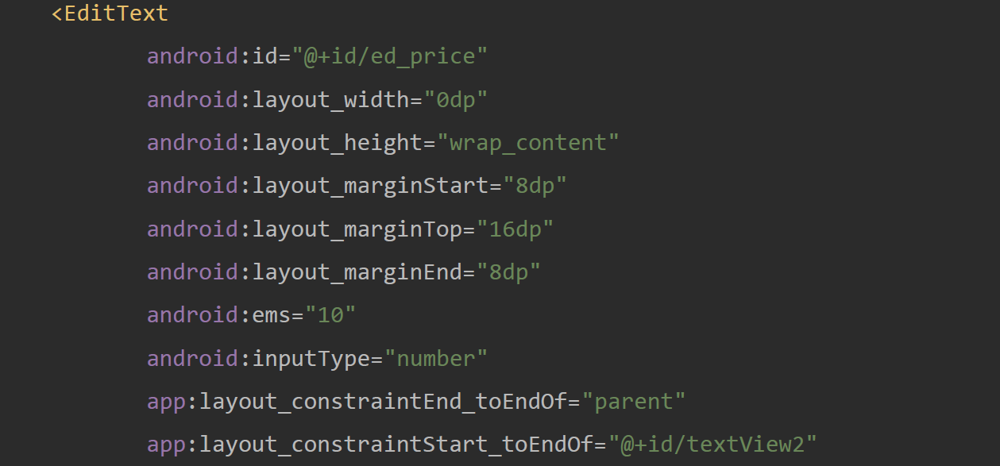 <EditText
android:id="@+id/ed_price"
android:layout_width="0dp"
android:layout_height="wrap_content"
android:layout_marginStart="8dp"
android:layout_marginTop="16dp"
android:layout_marginEnd="8dp"
android:ems="10"
android:inputType="number"
app:layout_constraintEnd_toEndOf="parent"
app:layout_constraintStart_toEndOf="@+id/textView2"